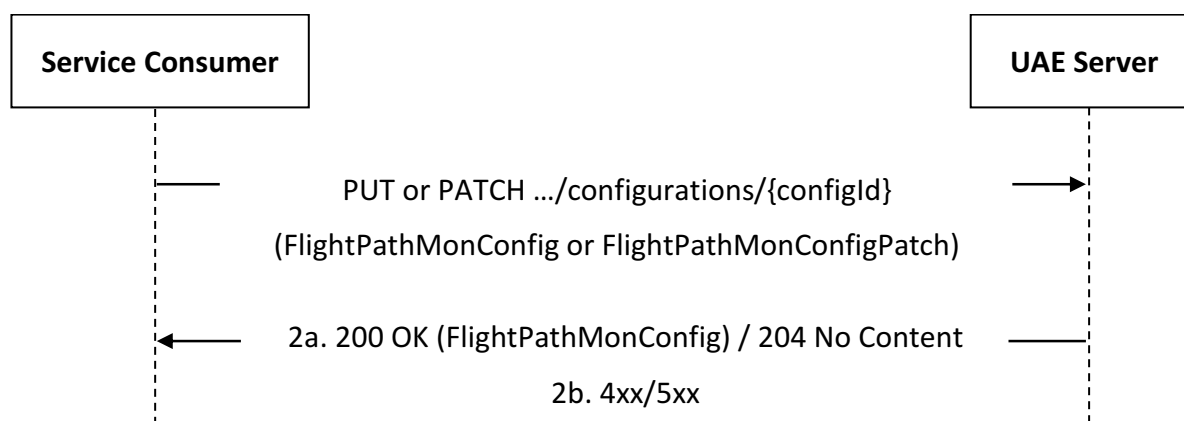 Service Consumer
UAE Server
PUT or PATCH …/configurations/{configId}
(FlightPathMonConfig or FlightPathMonConfigPatch)
2a. 200 OK (FlightPathMonConfig) / 204 No Content
2b. 4xx/5xx